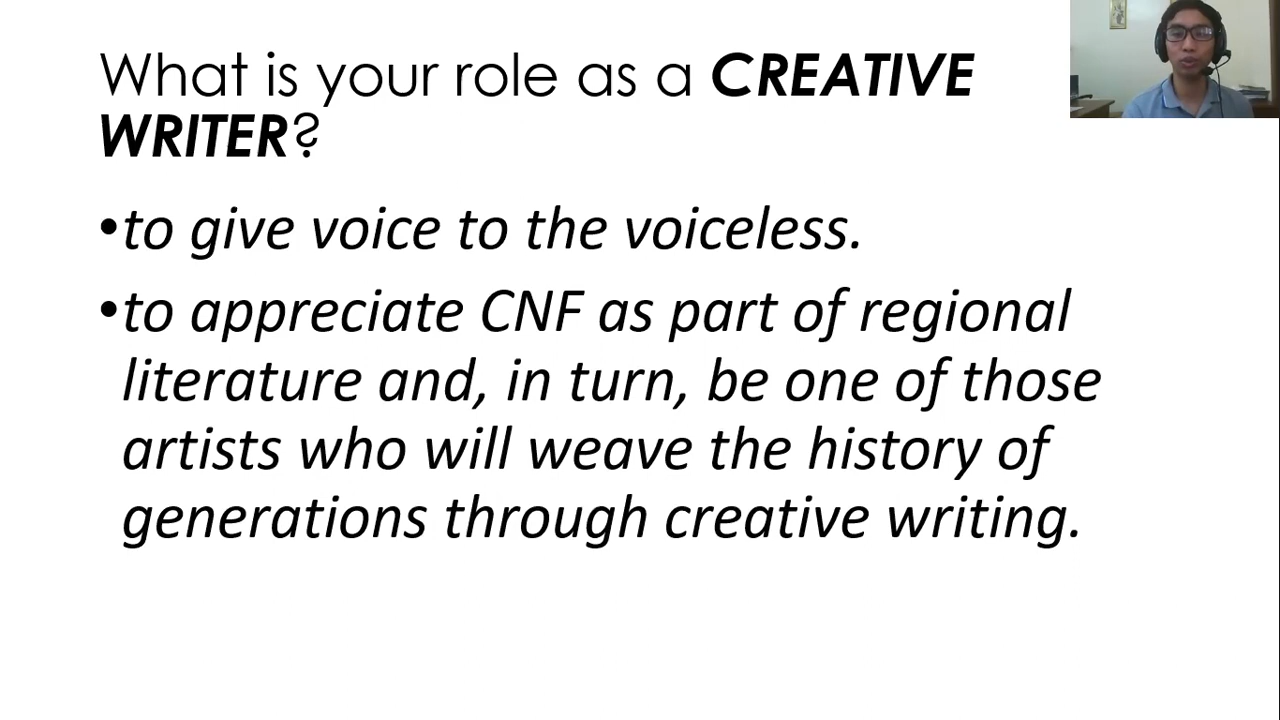 What is your role as a CREATIVE
WRITER?
•to give voice to the voiceless.
•to appreciate CNF as part of regional
literature and, in turn, be one of those
artists who will weave the history of
generations through creative writing.